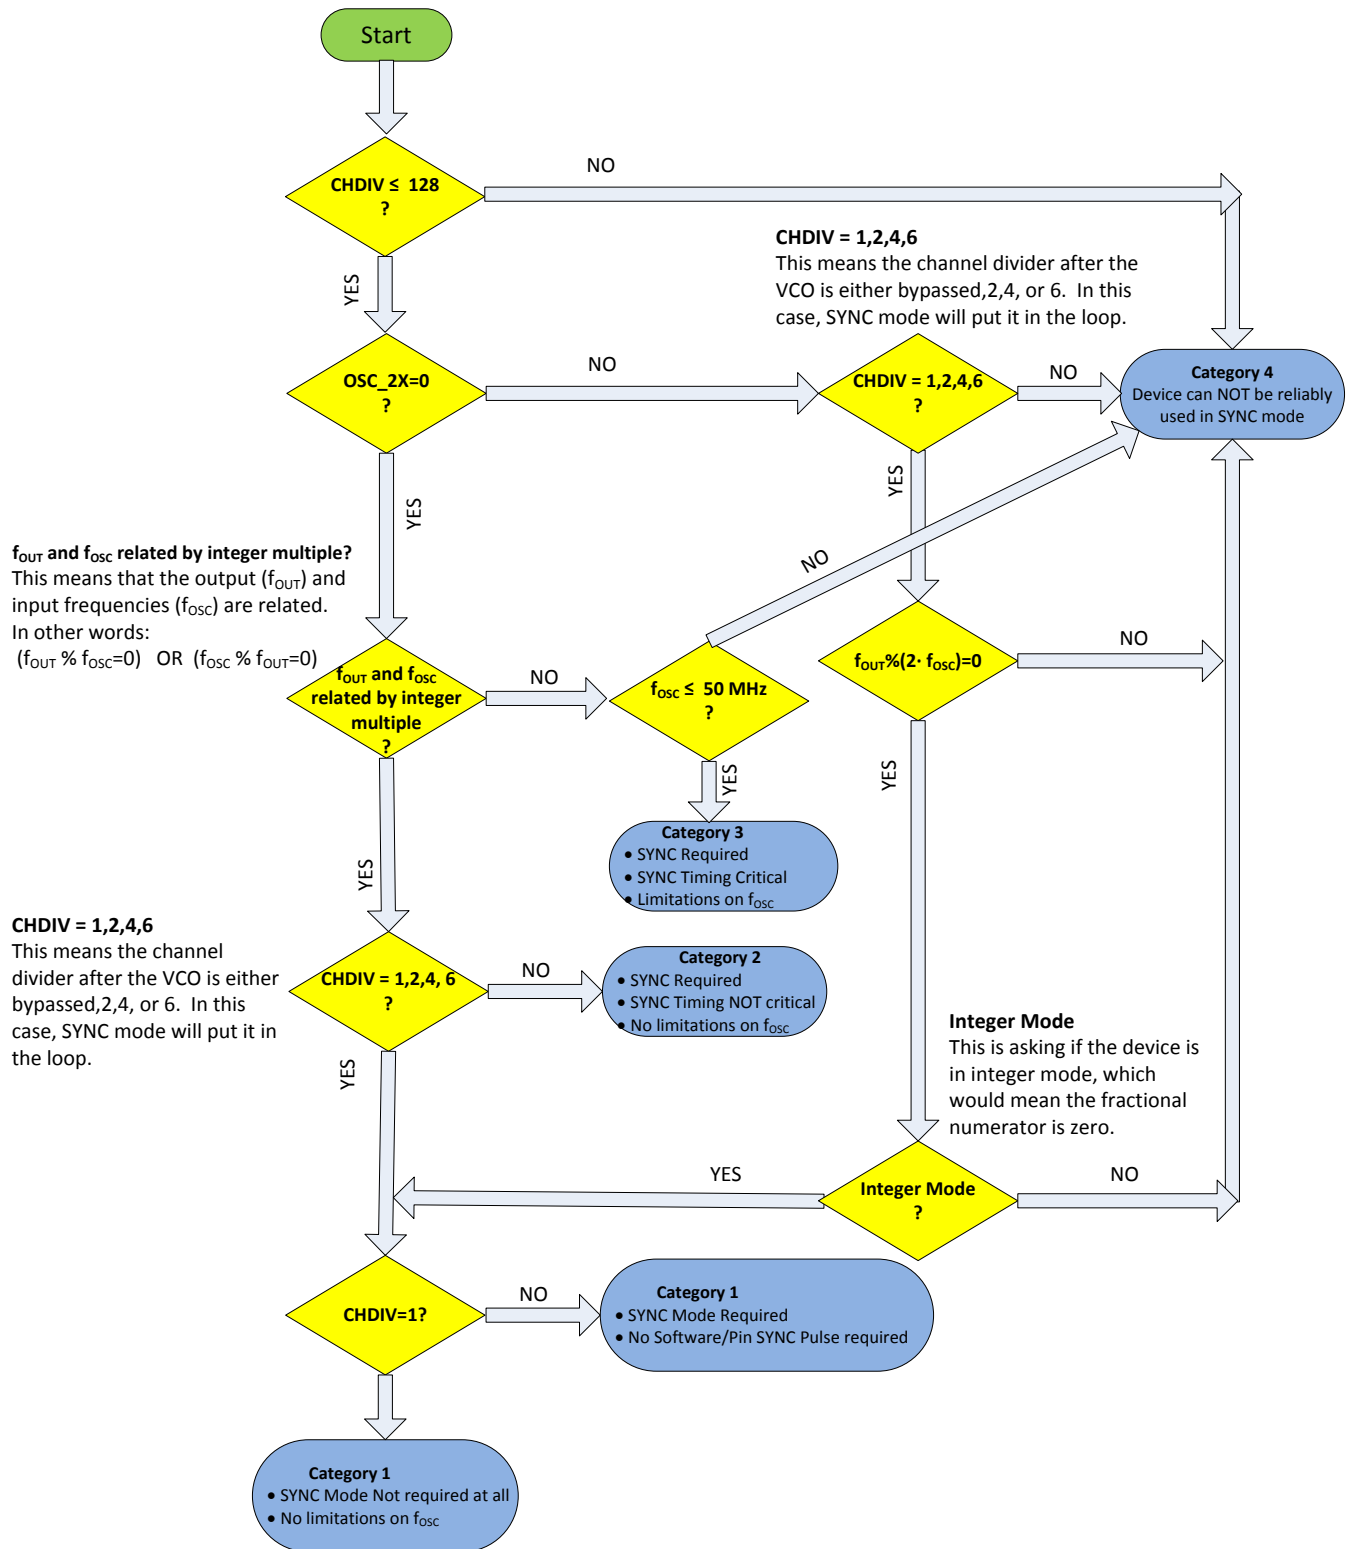 Start
CHDIV ≤ 128
?
NO
YES
CHDIV = 1,2,4,6
This means the channel divider after the
VCO is either bypassed,2,4, or 6. In this
case, SYNC mode will put it in the loop.
OSC_2X=0
?
NO
CHDIV = 1,2,4,6
?
NO
Category 4
Device can NOT be reliably
used in SYNC mode
YES
YES
NO
fOUT and fOSC related by integer multiple?
This means that the output (fOUT) and
input frequencies (fOSC) are related.
In other words:
(fOUT % fOSC=0) OR (fOSC % fOUT=0)
fOUT and fOSC
related by integer
multiple
?
NO
fOSC ≤ 50 MHz
?
fOUT%(2· fOSC)=0
NO
YES
YES
YES
Category 3
• SYNC Required
• SYNC Timing Critical
• Limitations on fOSC
CHDIV = 1,2,4,6
This means the channel
divider after the VCO is either
bypassed,2,4, or 6. In this
case, SYNC mode will put it in
the loop.
CHDIV = 1,2,4, 6
?
NO
Category 2
• SYNC Required
• SYNC Timing NOT critical
• No limitations on fOSC
YES
Integer Mode
This is asking if the device is
in integer mode, which
would mean the fractional
numerator is zero.
YES
Integer Mode
?
NO
CHDIV=1?
NO
Category 1
• SYNC Mode Required
• No Software/Pin SYNC Pulse required
Category 1
• SYNC Mode Not required at all
• No limitations on fOSC